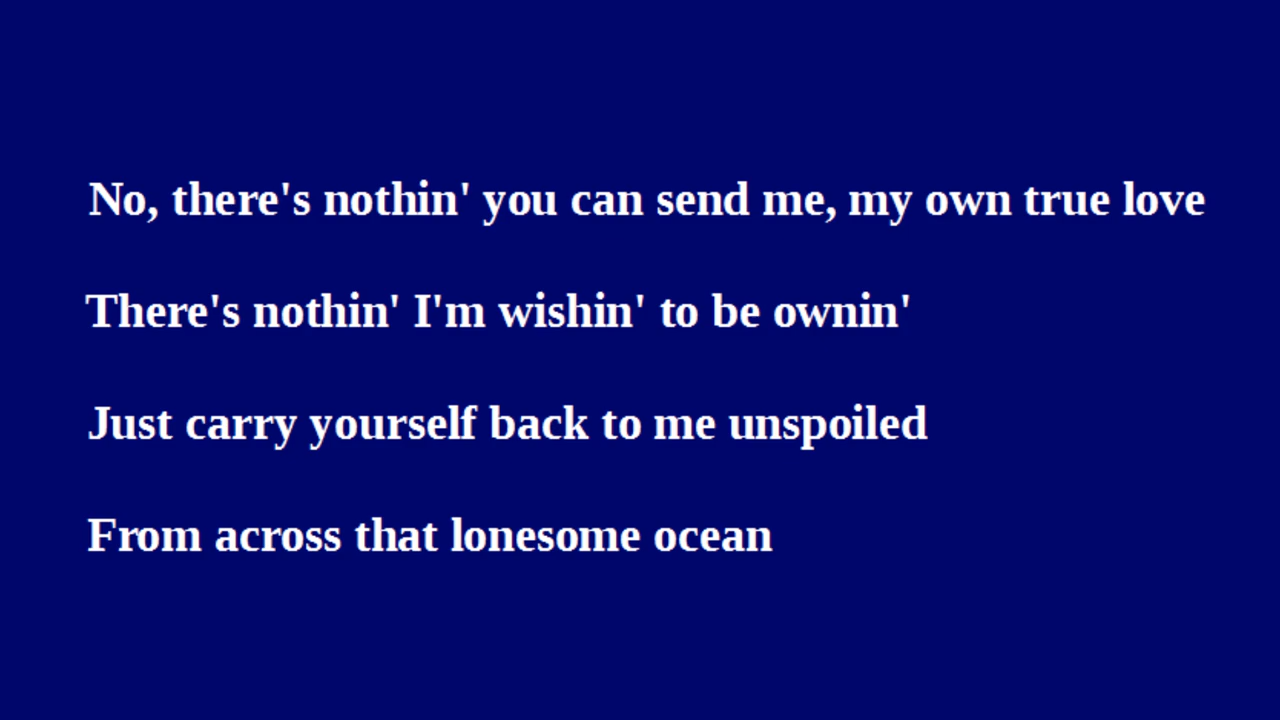 No, there's nothin' you can send me, my own true love
There's nothin' I'm wishin' to be ownin'
Just carry yourself back to me unspoiled
From across that lonesome ocean